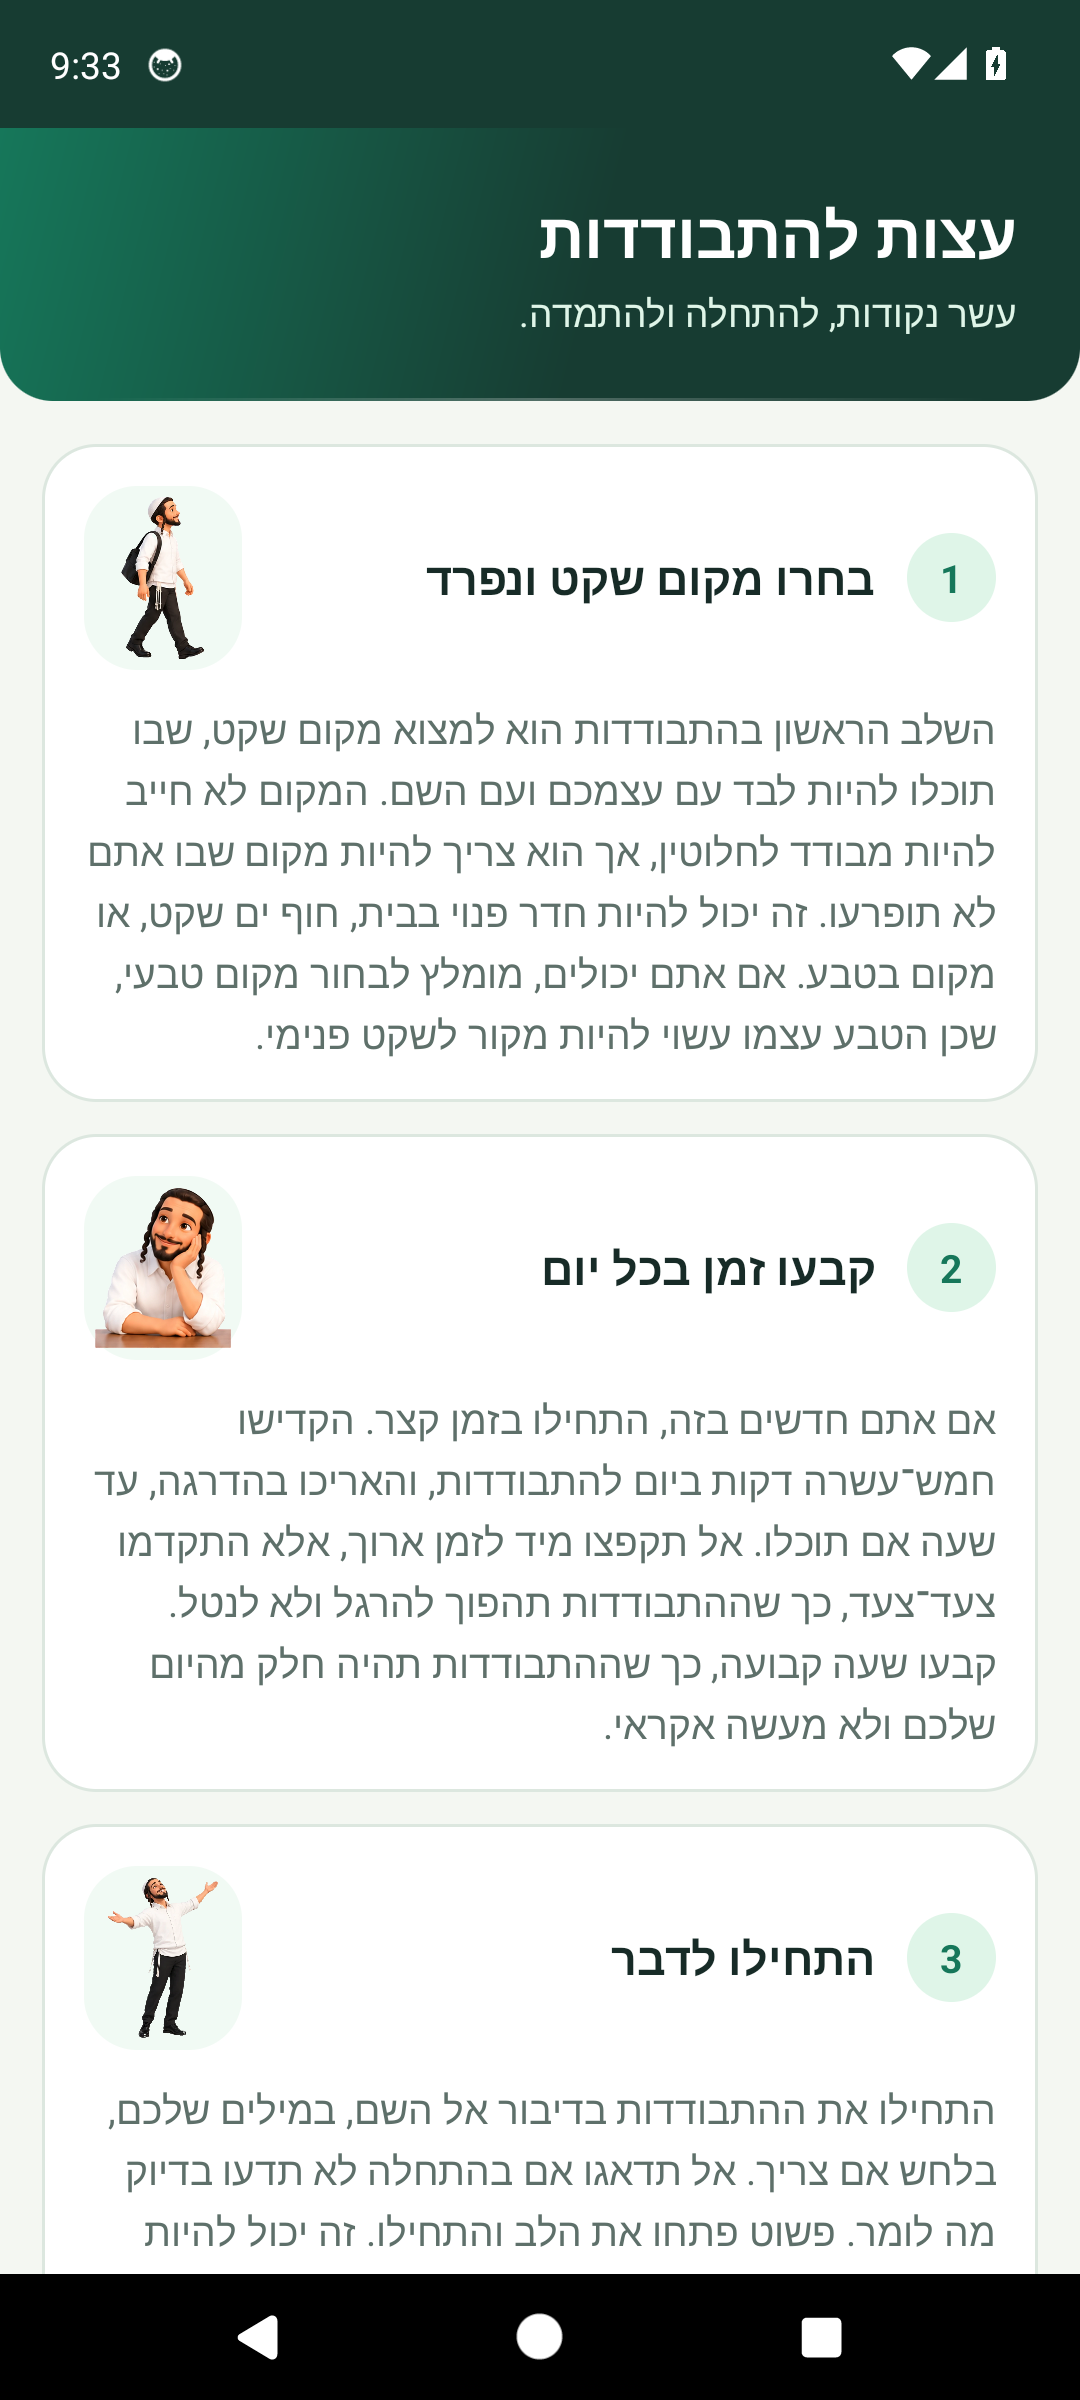 9:33
עצות להתבודדות
עשר נקודות, להתחלה ולהתמדה.
1
בחרו מקום שקט ונפרד
השלב הראשון בהתבודדות הוא למצוא מקום שקט, שבו
תוכלו להיות לבד עם עצמכם ועם השם. המקום לא חייב
להיות מבודד לחלוטין, אך הוא צריך להיות מקום שבו אתם
לא תופרעו. זה יכול להיות חדר פנוי בבית, חוף ים שקט, או
מקום בטבע. אם אתם יכולים, מומלץ לבחור מקום טבעי,
שכן הטבע עצמו עשוי להיות מקור לשקט פנימי.
2
קבעו זמן בכל יום
אם אתם חדשים בזה, התחילו בזמן קצר. הקדישו
חמש־עשרה דקות ביום להתבודדות, והאריכו בהדרגה, עד
שעה אם תוכלו. אל תקפצו מיד לזמן ארוך, אלא התקדמו
צעד־צעד, כך שההתבודדות תהפוך להרגל ולא לנטל.
קבעו שעה קבועה, כך שההתבודדות תהיה חלק מהיום
שלכם ולא מעשה אקראי.
3
התחילו לדבר
התחילו את ההתבודדות בדיבור אל השם, במילים שלכם,
בלחש אם צריך. אל תדאגו אם בהתחלה לא תדעו בדיוק
מה לומר. פשוט פתחו את הלב והתחילו. זה יכול להיות